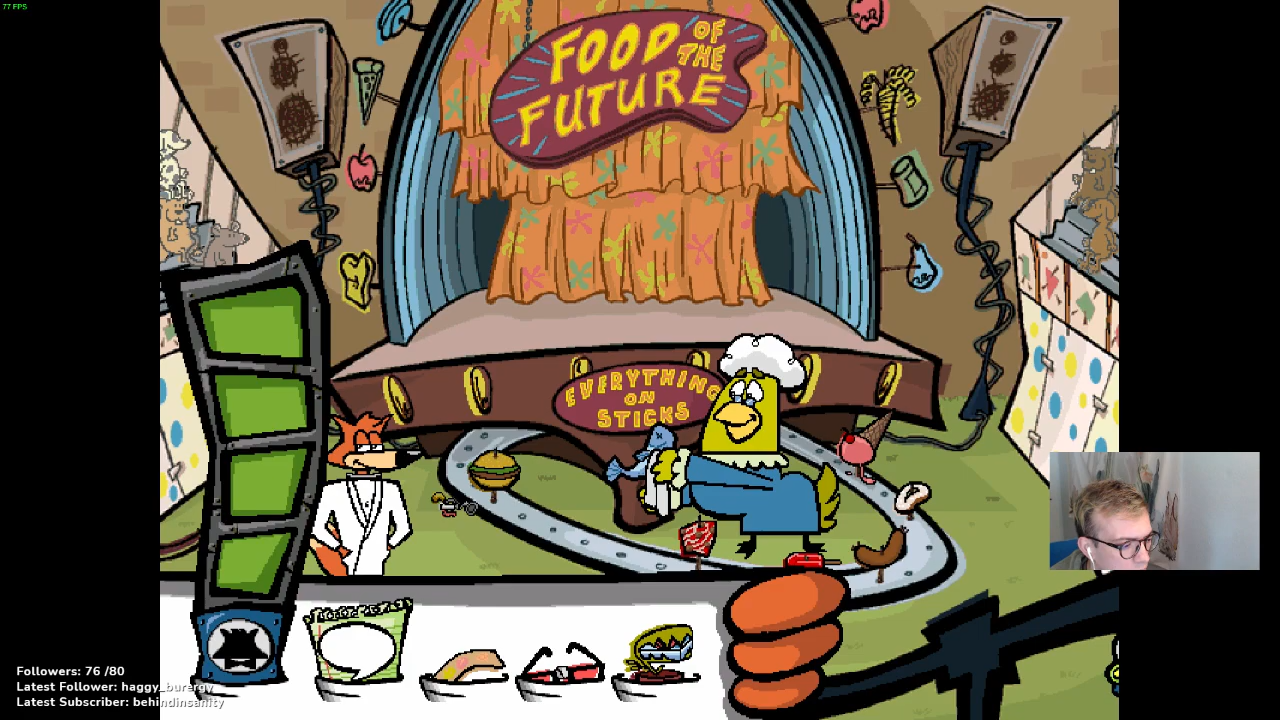 77 FPS
FOOD OF THE
FUTURE
EVERYTHING
ON
STICKS
Followers: 76 /80
Latest Follower: haggy_burergy
Latest Subscriber: behindinsanity